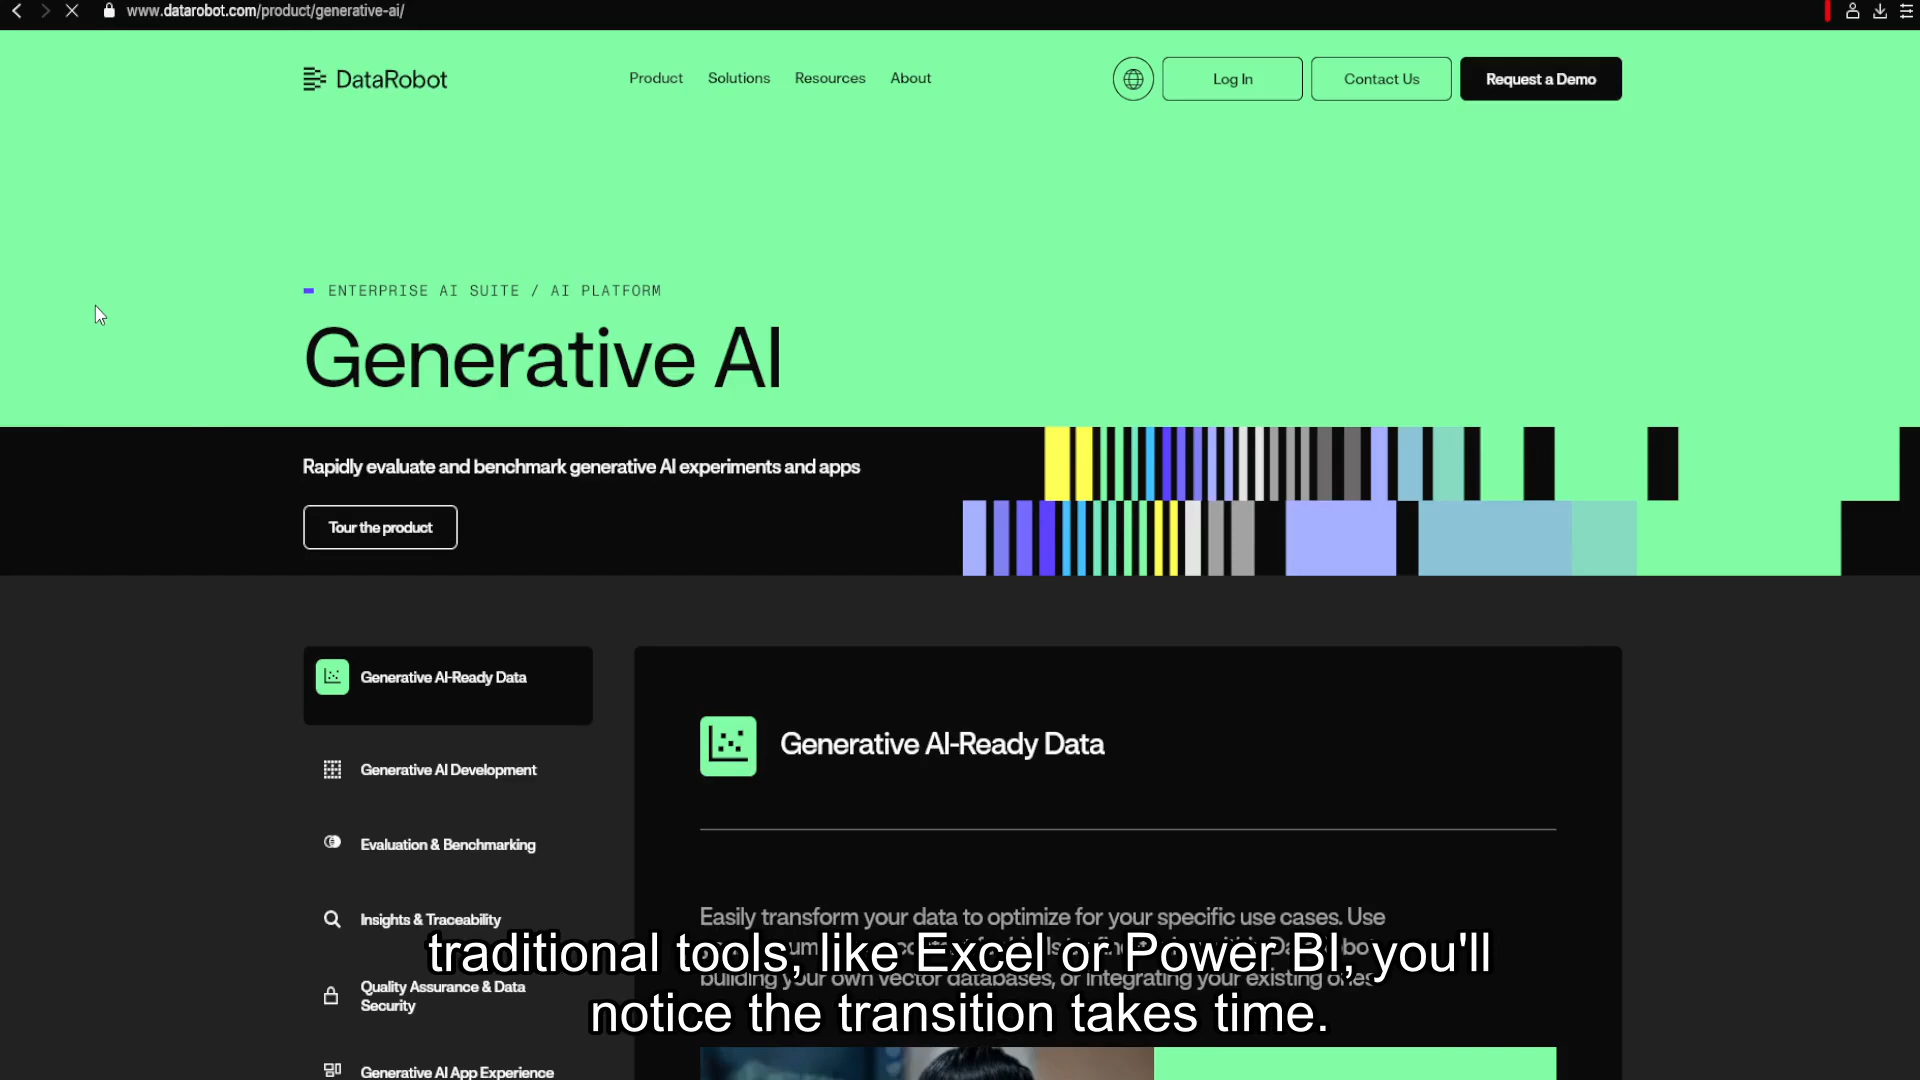 www.datarobot.com/product/generative-ai/
DataRobot
Product
Solutions
Resources
About
Log In
Contact Us
Request a Demo
ENTERPRISE AI SUITE / AI PLATFORM
Generative AI
Rapidly evaluate and benchmark generative AI experiments and apps
Tour the product
Generative AI-Ready Data
Generative AI Development
Evaluation & Benchmarking
Insights & Traceability
Quality Assurance & Data
Security
Generative AI App Experience
Generative AI-Ready Data
Easily transform your data to optimize for your specific use cases. Use
building your own vector databases, or integrating your existing ones
traditional tools, like Excel or Power BI, you'll
notice the transition takes time.